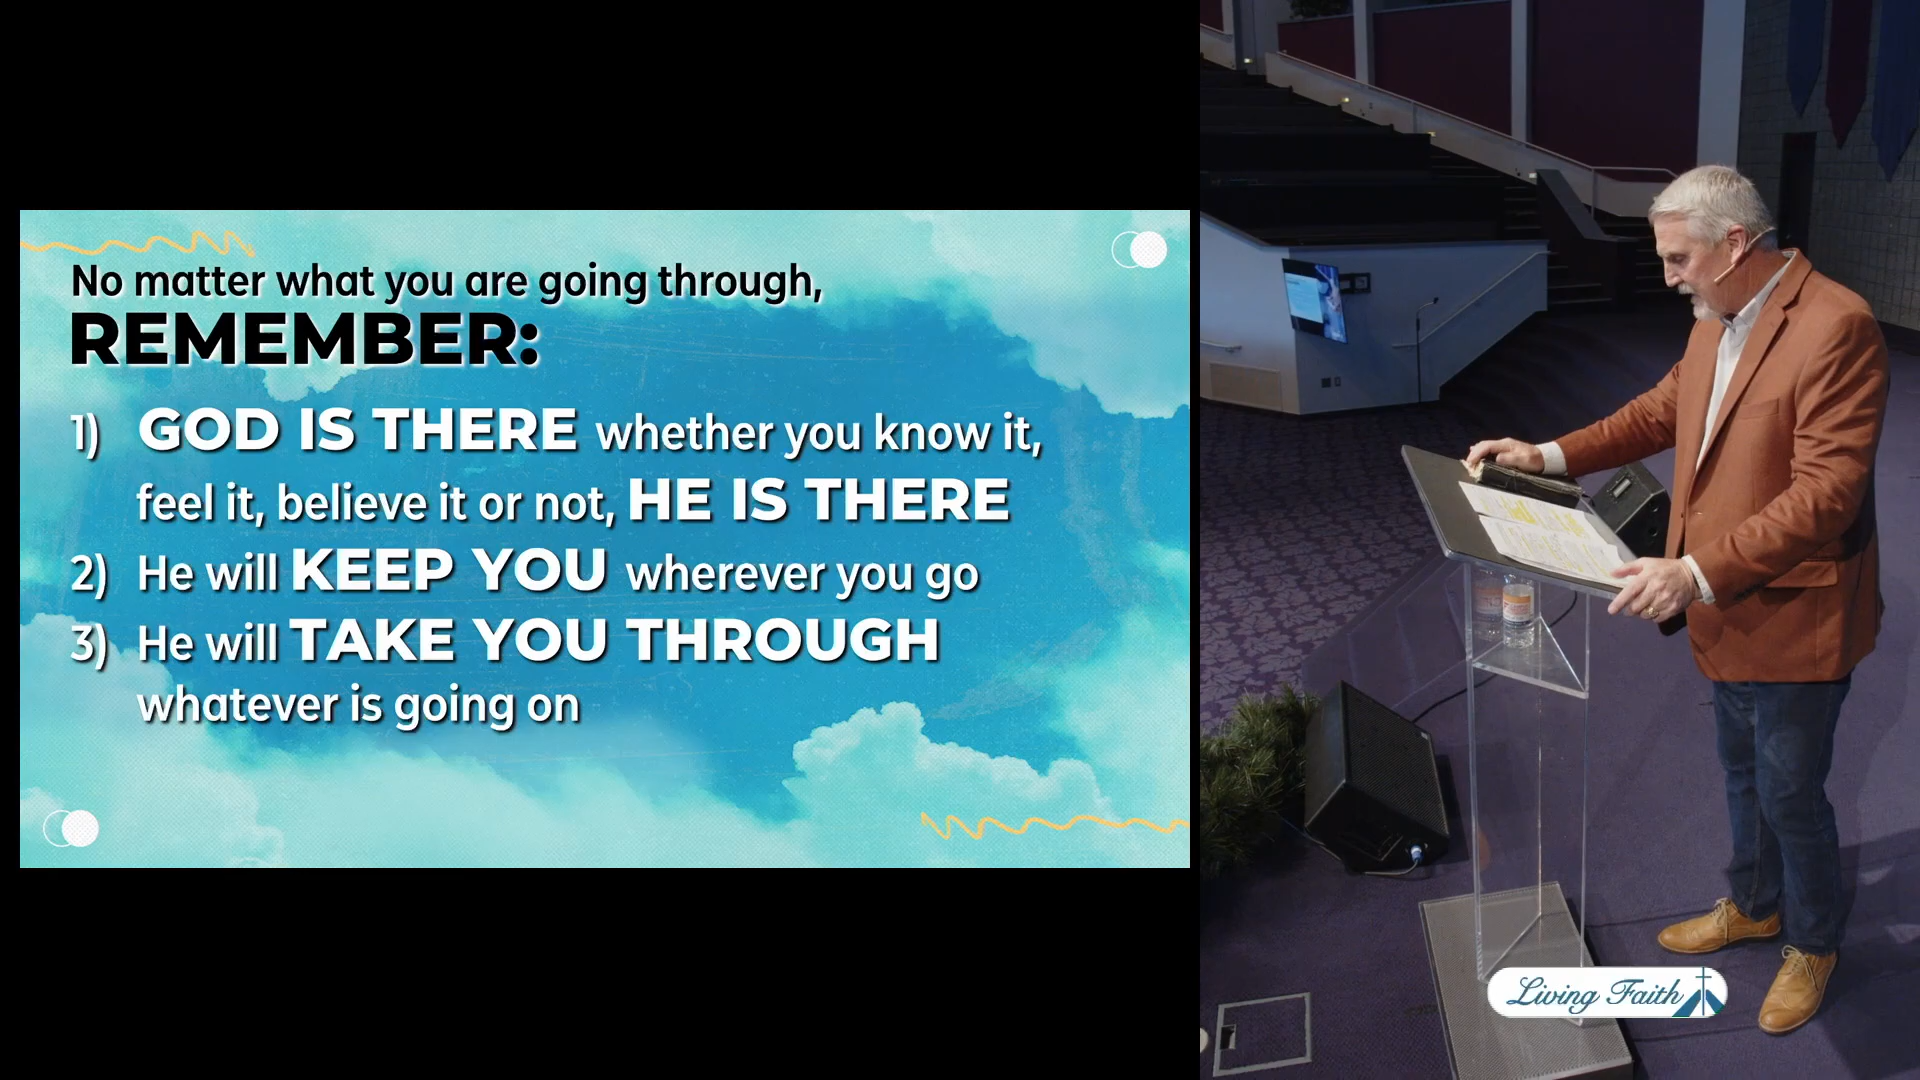 No matter what you are going through,
REMEMBER:
1) GOD IS THERE whether you know it,
feel it, believe it or not, HE IS THERE
2) He will KEEP YOU wherever you go
3) He will TAKE YOU THROUGH
whatever is going on
Living Faith